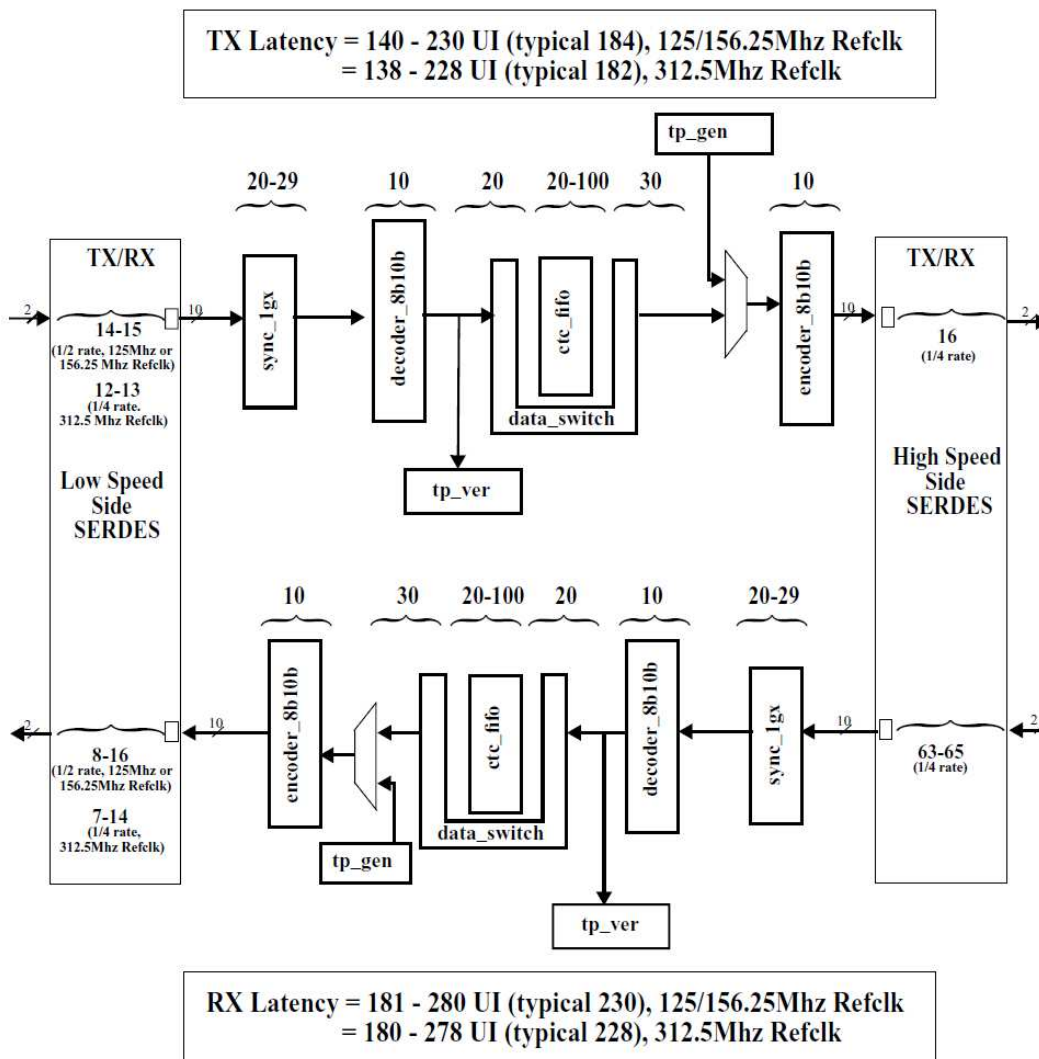 TX Latency = 140 - 230 UI (typical 184), 125/156.25Mhz Refclk
= 138 - 228 UI (typical 182), 312.5Mhz Refclk
tp_gen
20-29
10
20
20-100
30
10
TX/RX
TX/RX
sync_1gx
decoder_8b10b
ctc_fifo
encoder_8b10b
2
10
10
2
14-15
(1/2 rate, 125Mhz or
156.25 Mhz Refclk)
12-13
(1/4 rate.
312.5 Mhz Refclk)
16
(1/4 rate)
data_switch
Low Speed
Side
SERDES
High Speed
Side
SERDES
tp_ver
10
30
20-100
20
10
20-29
encoder_8b10b
ctc_fifo
decoder_8b10b
sync_1gx
2
10
10
2
8-16
(1/2 rate, 125Mhz or
156.25Mhz Refclk)
7-14
(1/4 rate,
312.5Mhz Refclk)
63-65
(1/4 rate)
data_switch
tp_gen
tp_ver
RX Latency = 181 - 280 UI (typical 230), 125/156.25Mhz Refclk
= 180 - 278 UI (typical 228), 312.5Mhz Refclk